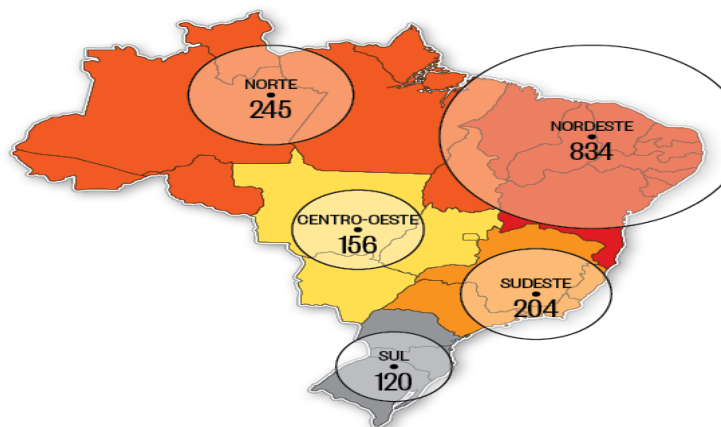 NORTE
245
NORDESTE
834
CENTRO-OESTE
156
SUDESTE
204
SUL
120